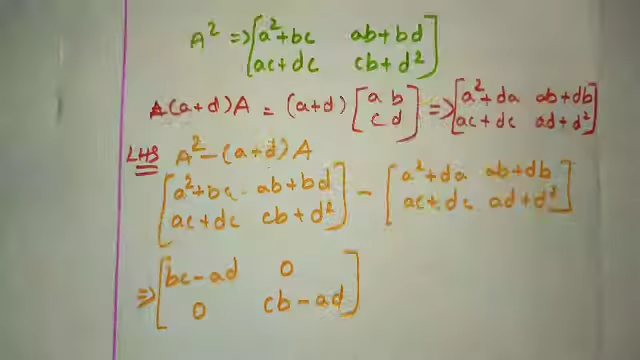 A² ⇒ [a²+bc ab+bd]
[ac+dc cb+d²]
A(a+d)A = (a+d) [a b] ⇒ [a²+da ab+db]
[c d] [ac+dc ad+d²]
LHS A² - (a+d) A
[a²+bc ab+bd] - [a²+da ab+db]
[ac+dc cb+d²] [ac+dc ad+d²]
⇒ [bc-ad 0]
[0 cb-ad]